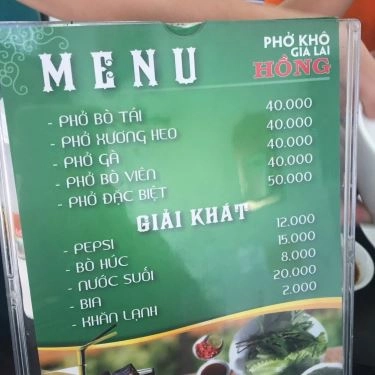 PHỞ KHÔ
GIA LAI
HỒNG
MENU
- PHỞ BÒ TÁI 40.000
- PHỞ XƯƠNG HEO 40.000
- PHỞ GÀ 40.000
- PHỞ BÒ VIÊN 40.000
- PHỞ ĐẶC BIỆT 50.000
GIẢI KHÁT
- PEPSI 12.000
- BÒ HÚC 15.000
- NƯỚC SUỐI 8.000
- BIA 20.000
- KHĂN LẠNH 2.000